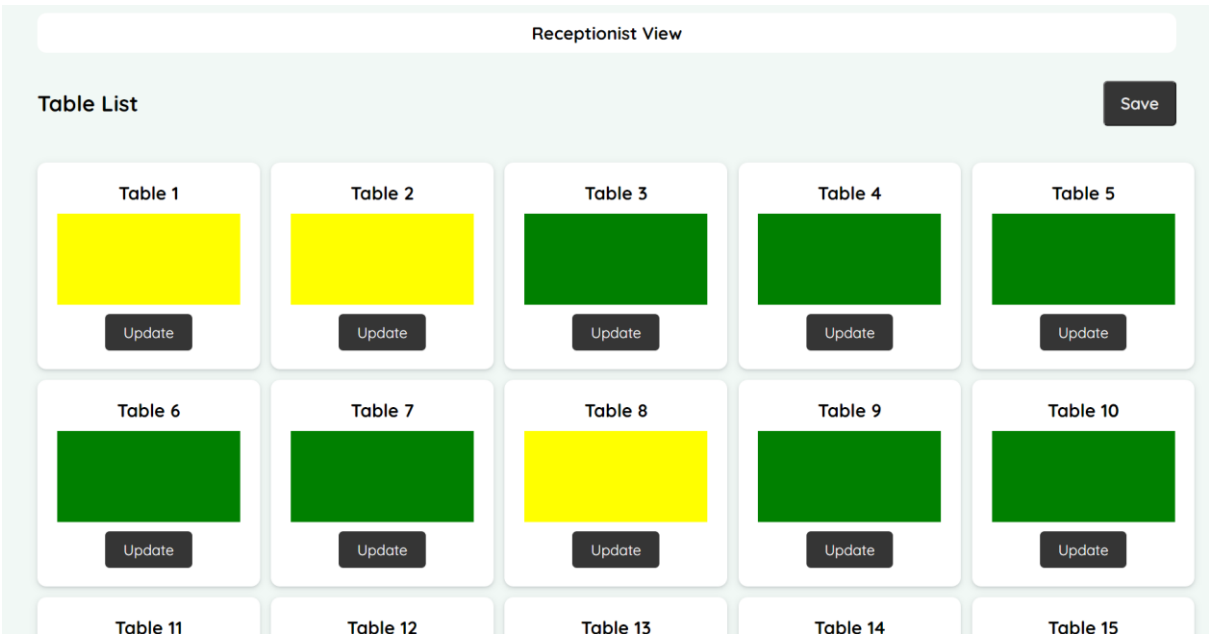 Receptionist View
Table List Save
Table 1 Table 2 Table 3 Table 4 Table 5
Update Update Update Update Update
Table 6 Table 7 Table 8 Table 9 Table 10
Update Update Update Update Update
Table 11 Table 12 Table 13 Table 14 Table 15